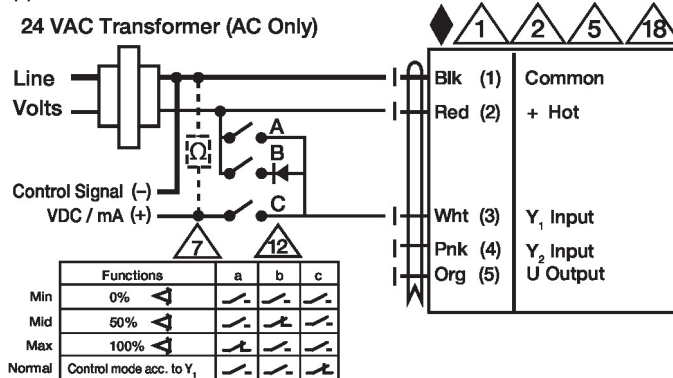 24 VAC Transformer (AC Only)
1 2 5 18
Line
Volts
Blk (1) Common
Red (2) + Hot
A
Ω
B
Control Signal (–)
VDC / mA (+)
C
Wht (3) Y1 Input
7 12
Pnk (4) Y2 Input
Org (5) U Output
Functions a b c
Min 0%
Mid 50%
Max 100%
Normal Control mode acc. to Y1